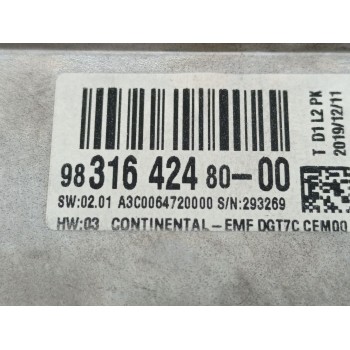 98 316 424 80-00
SW:02.01 A3C0064720000 S/N:293269
HW:03 CONTINENTAL-EMF DGT7C CEM00
T D1 L2 PK
2019/12/11